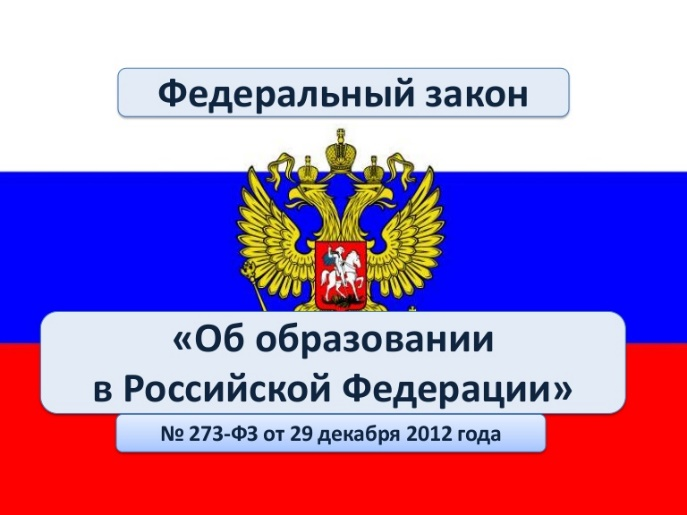 Федеральный закон
«Об образовании
в Российской Федерации»
№ 273-ФЗ от 29 декабря 2012 года